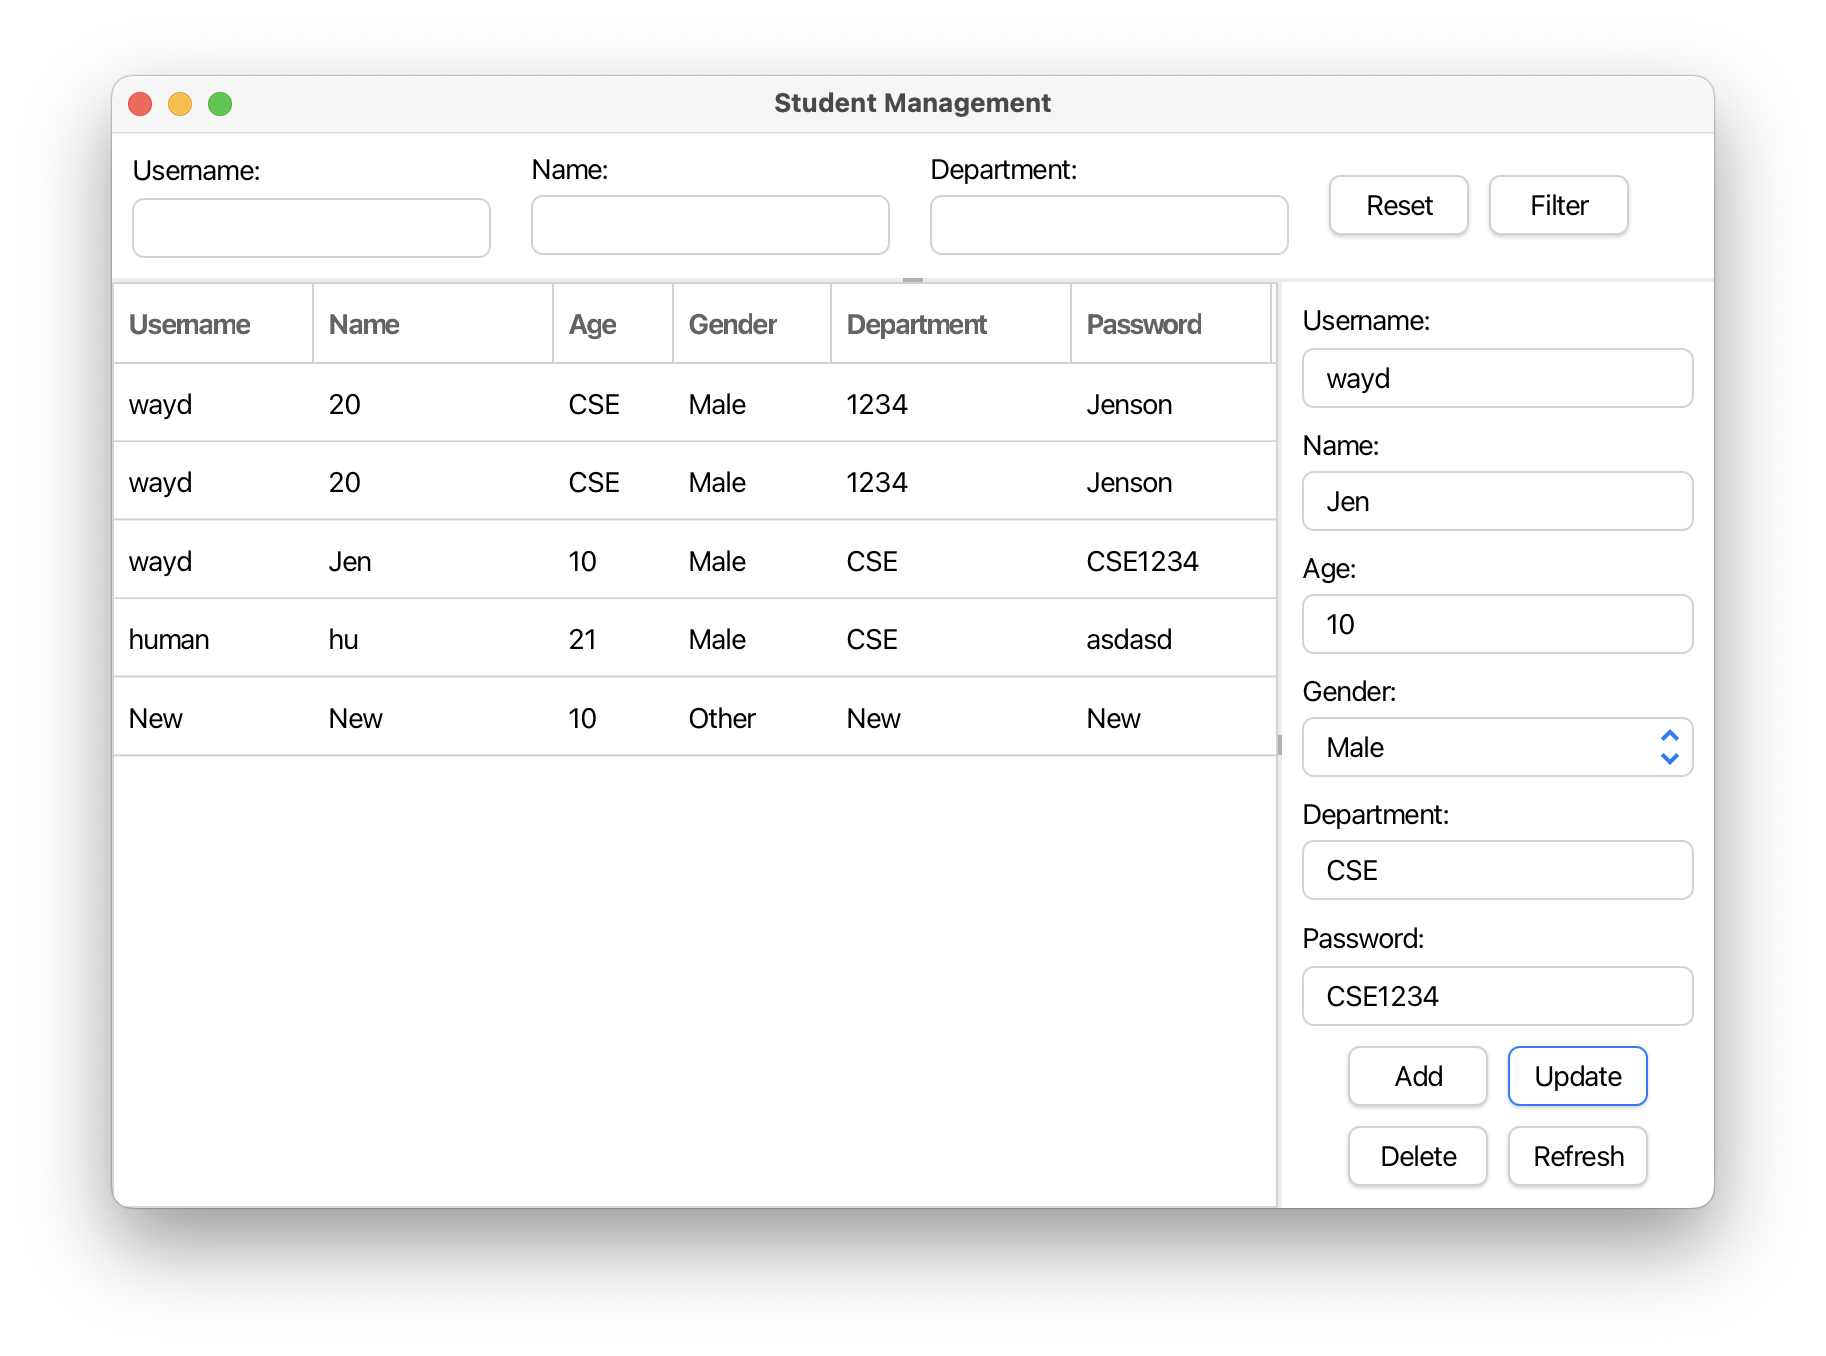 Student Management
Username: Name: Department:
Reset Filter
Username Name Age Gender Department Password
wayd 20 CSE Male 1234 Jenson
wayd 20 CSE Male 1234 Jenson
wayd Jen 10 Male CSE CSE1234
human hu 21 Male CSE asdasd
New New 10 Other New New
Username:
wayd
Name:
Jen
Age:
10
Gender:
Male
Department:
CSE
Password:
CSE1234
Add Update
Delete Refresh